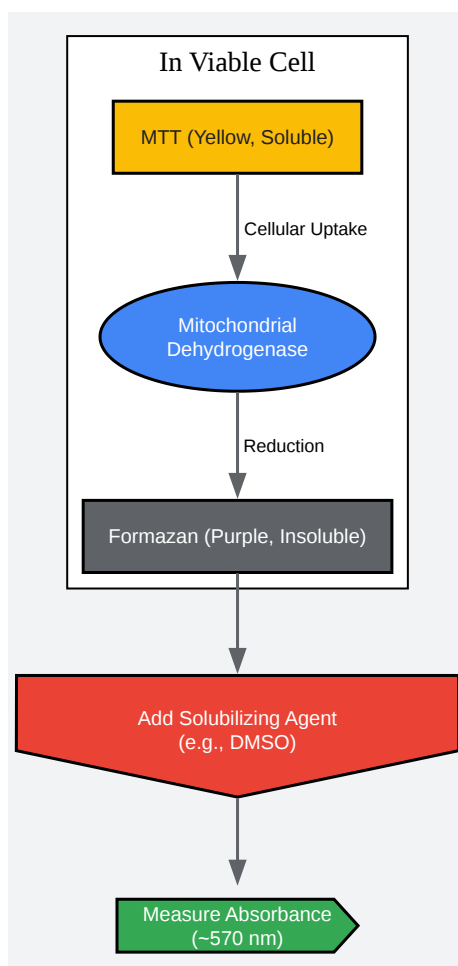 In Viable Cell
MTT (Yellow, Soluble)
Cellular Uptake
Mitochondrial
Dehydrogenase
Reduction
Formazan (Purple, Insoluble)
Add Solubilizing Agent
(e.g., DMSO)
Measure Absorbance
(~570 nm)